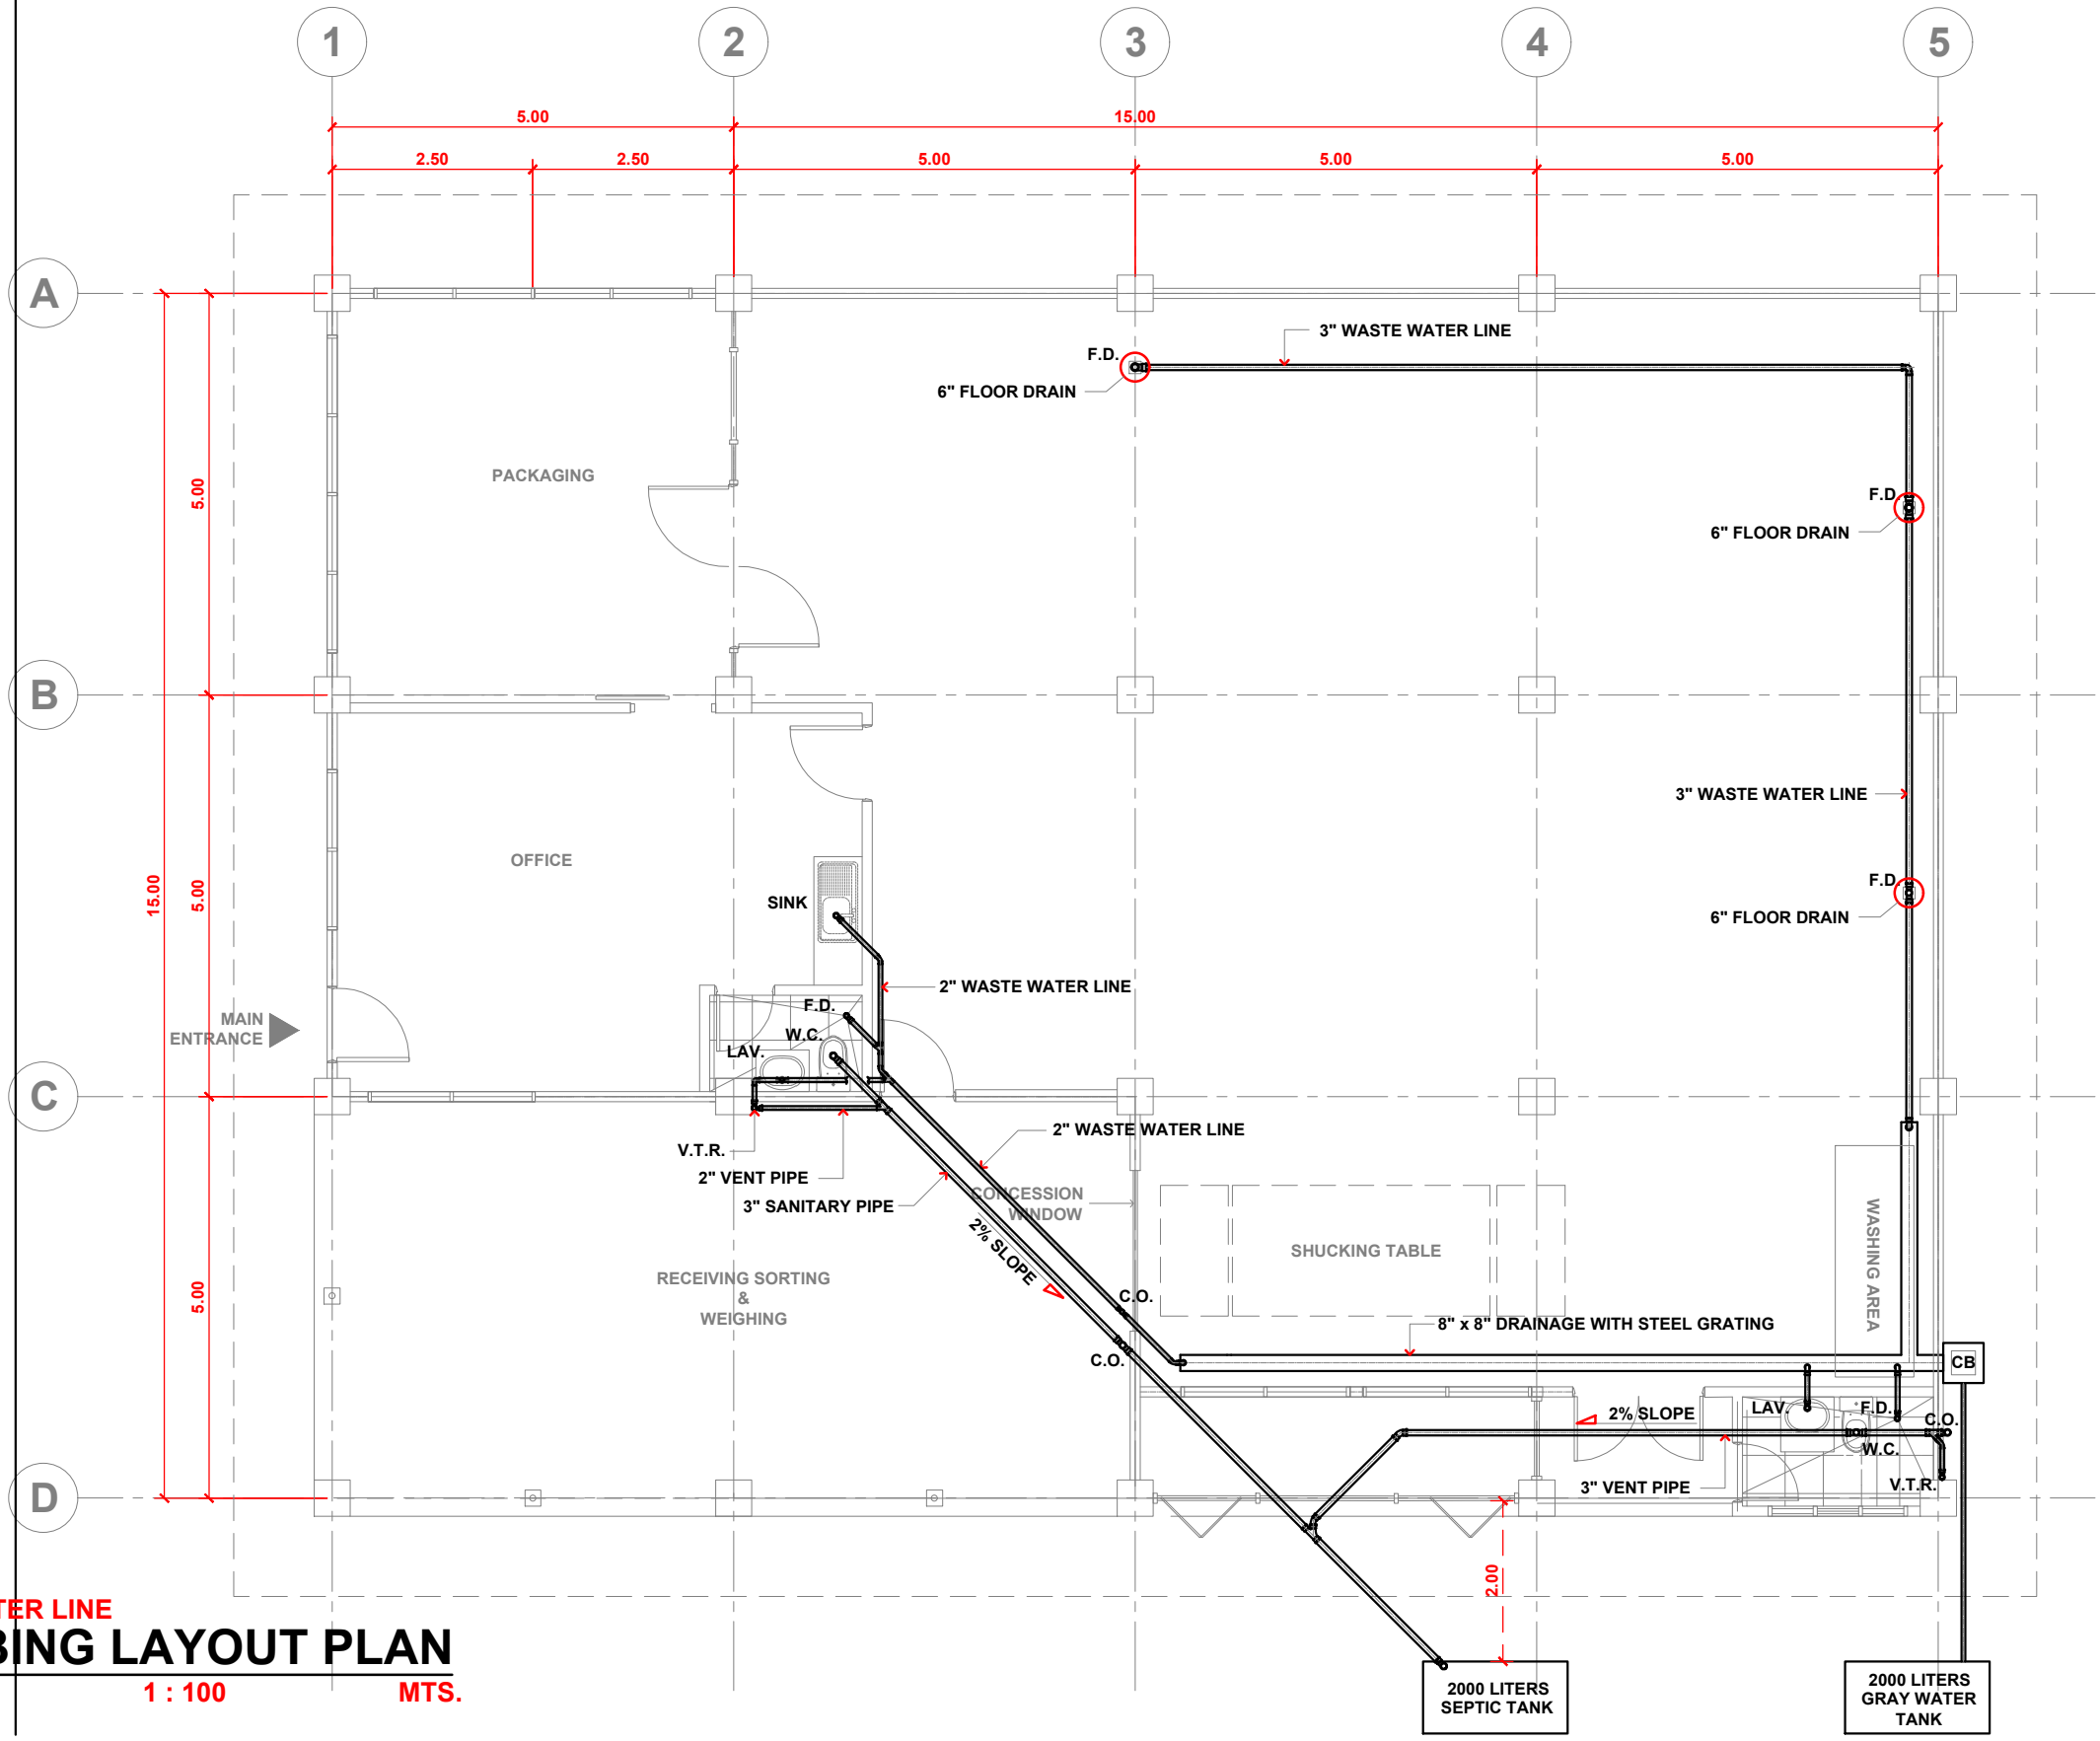 1
2
3
4
5
5.00
15.00
2.50
2.50
5.00
5.00
5.00
A
3" WASTE WATER LINE
F.D.
6" FLOOR DRAIN
PACKAGING
5.00
F.D.
6" FLOOR DRAIN
B
3" WASTE WATER LINE
OFFICE
15.00
5.00
SINK
F.D.
6" FLOOR DRAIN
2" WASTE WATER LINE
F.D.
MAIN
ENTRANCE
W.C.
LAV.
C
2" WASTE WATER LINE
V.T.R.
2" VENT PIPE
3" SANITARY PIPE
CONCESSION
WINDOW
2% SLOPE
SHUCKING TABLE
WASHING AREA
RECEIVING SORTING
&
WEIGHING
5.00
C.O.
8" x 8" DRAINAGE WITH STEEL GRATING
C.O.
CB
LAV.
F.D.
2% SLOPE
C.O.
W.C.
3" VENT PIPE
V.T.R.
D
2.00
TER LINE
BING LAYOUT PLAN
1 : 100
MTS.
2000 LITERS
SEPTIC TANK
2000 LITERS
GRAY WATER
TANK